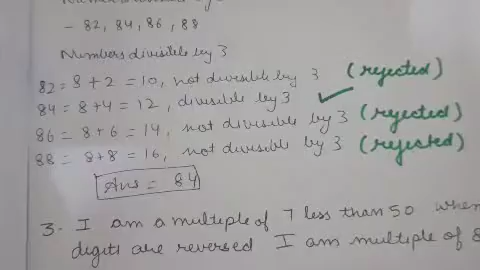 - 82, 84, 86, 88
Numbers divisible by 3
82 = 8 + 2 = 10, not divisible by 3 (rejected)
84 = 8 + 4 = 12, divisible by 3 ✓
86 = 8 + 6 = 14, not divisible by 3 (rejected)
88 = 8 + 8 = 16, not divisible by 3 (rejected)
Ans = 84
3. I am a multiple of 7 less than 50 when
digits are reversed I am multiple of 8